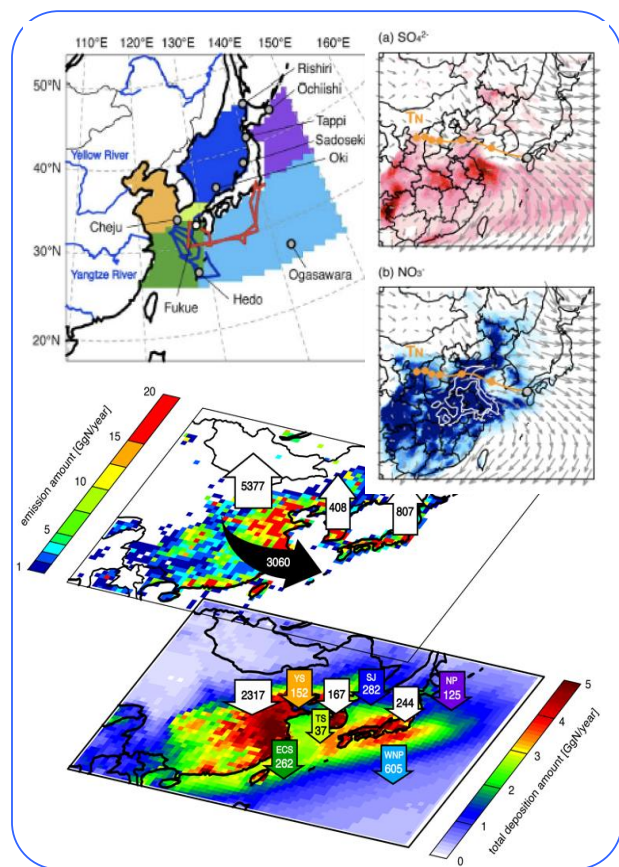 110°E 120°E 130°E 140°E 150°E 160°E
50°N
40°N
30°N
20°N
Rishiri
Ochiishi
Tappi
Sadoseki
Oki
Yellow River
Cheju
Yangtze River
Fukue
Hedo
Ogasawara
(a) SO₄²⁻
TN
(b) NO₃⁻
TN
emission amount [GgN/year]
20
15
10
5
1
5377
408
807
3060
2317
YS
152
167
SJ
282
244
NP
125
TS
37
ECS
262
WNP
605
5
4
3
2
1
0
total deposition amount [GgN/year]